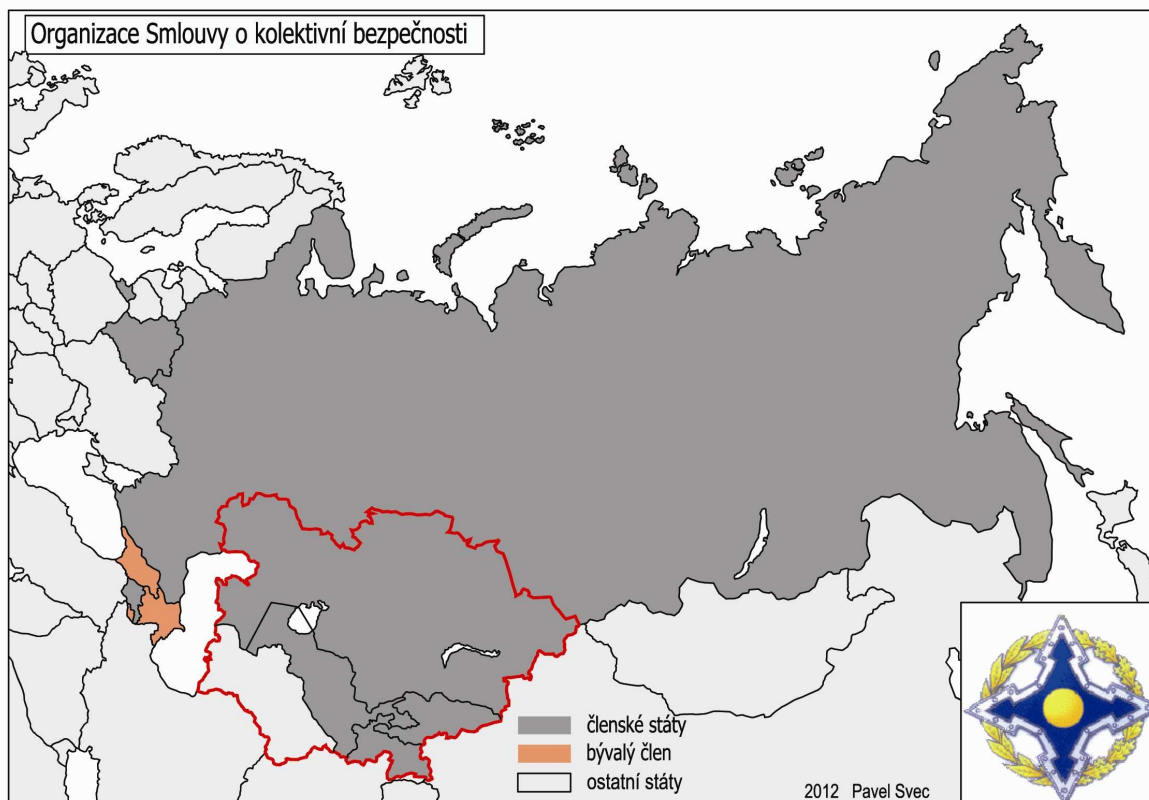 Organizace Smlouvy o kolektivní bezpečnosti
členské státy
bývalý člen
ostatní státy
2012 Pavel Svec